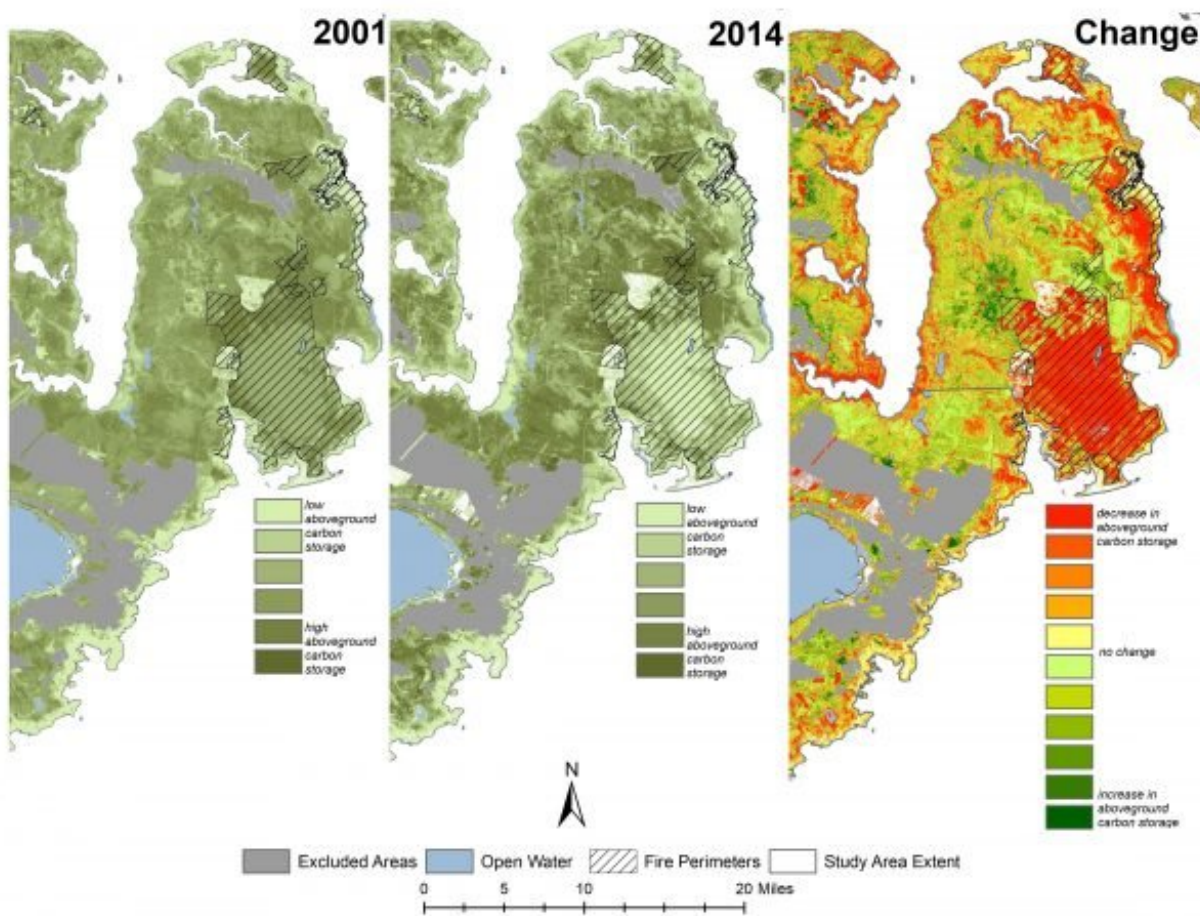 2001
2014
Change
low
aboveground
carbon
storage
high
aboveground
carbon
storage
low
aboveground
carbon
storage
high
aboveground
carbon
storage
decrease in
aboveground
carbon storage
no change
increase in
aboveground
carbon storage
N
Excluded Areas
Open Water
Fire Perimeters
Study Area Extent
0 5 10 20 Miles